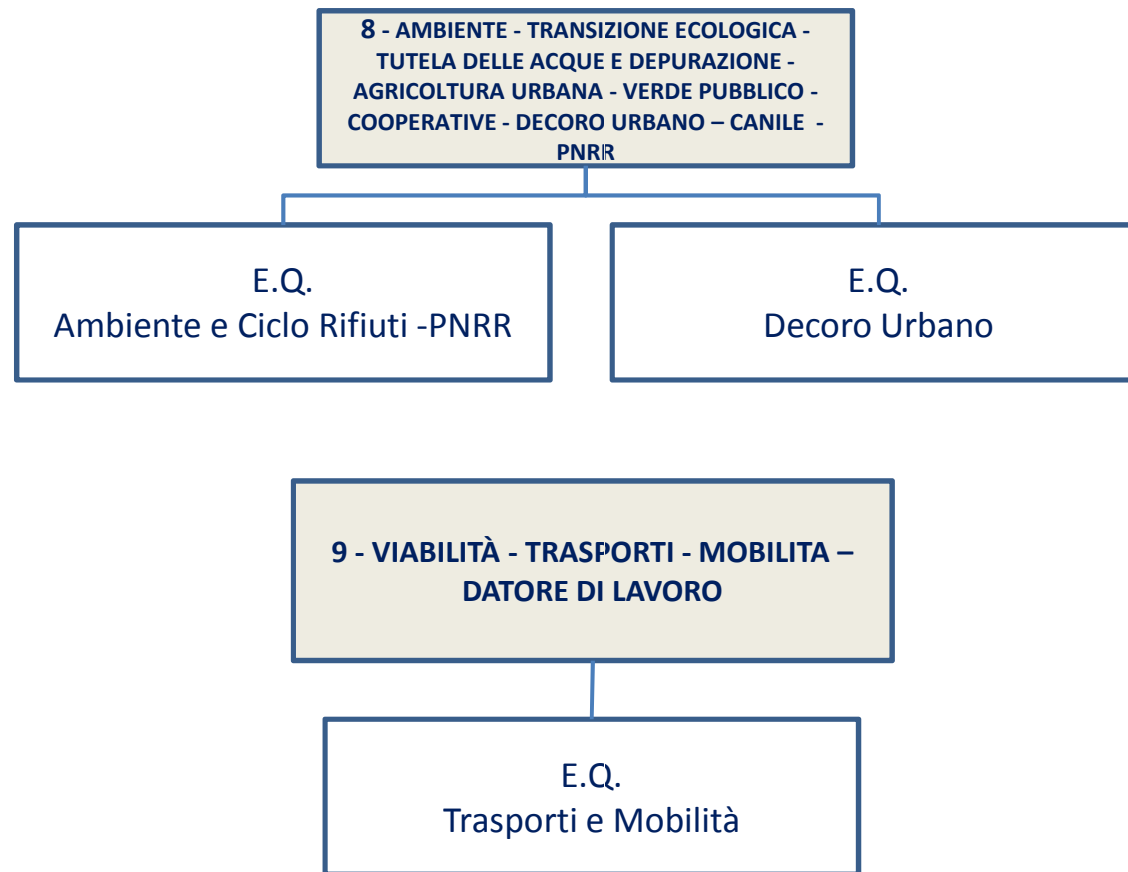 8 - AMBIENTE - TRANSIZIONE ECOLOGICA -
TUTELA DELLE ACQUE E DEPURAZIONE -
AGRICOLTURA URBANA - VERDE PUBBLICO -
COOPERATIVE - DECORO URBANO – CANILE -
PNRR
E.Q.
Ambiente e Ciclo Rifiuti -PNRR
E.Q.
Decoro Urbano
9 - VIABILITÀ - TRASPORTI - MOBILITA –
DATORE DI LAVORO
E.Q.
Trasporti e Mobilità